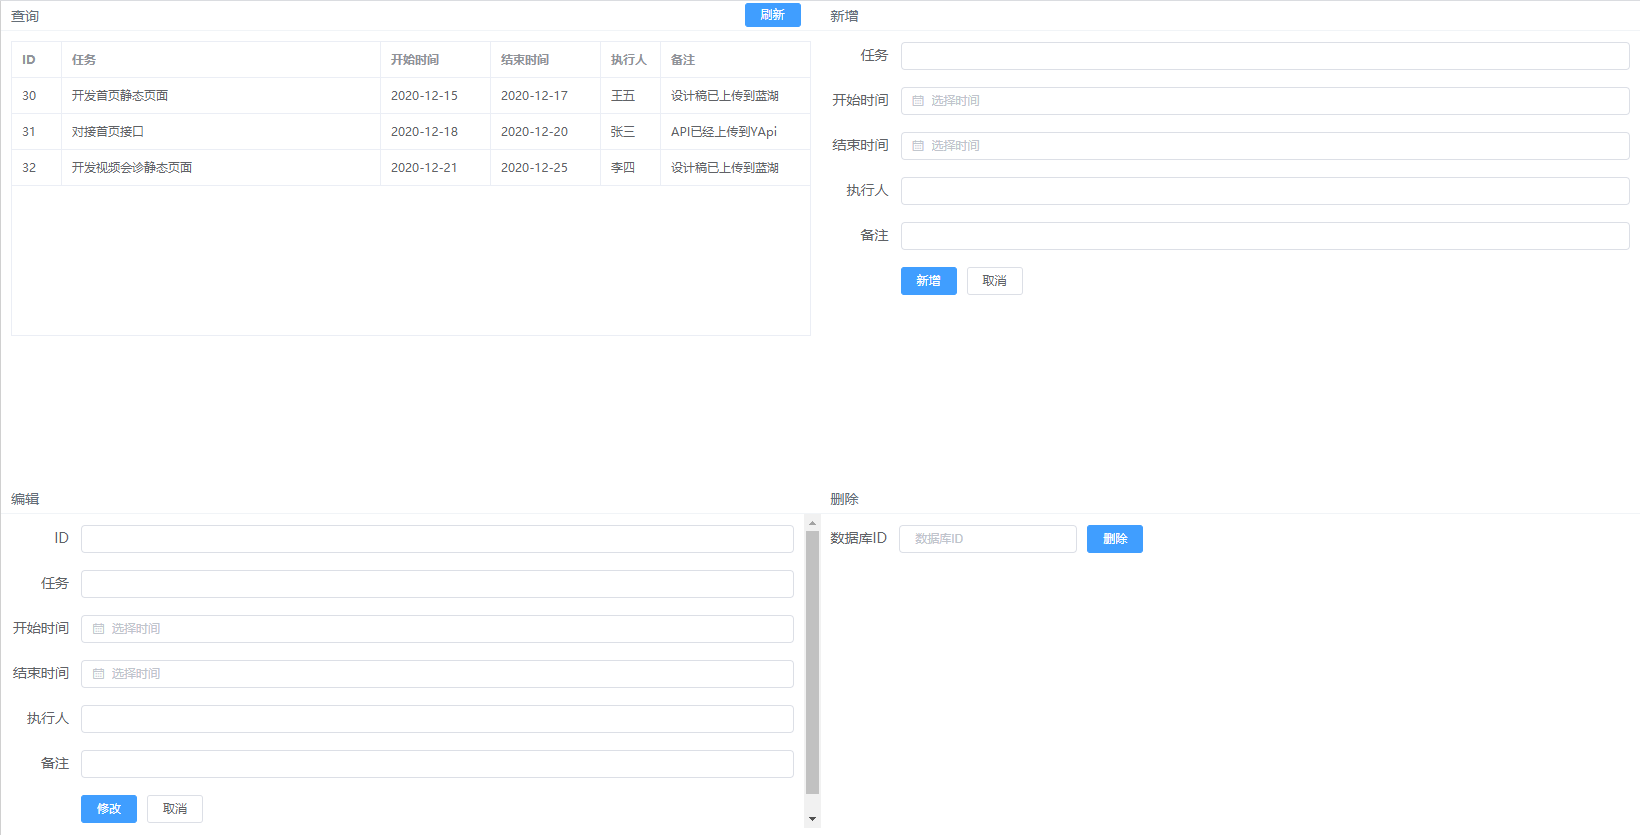 查询 刷新
ID 任务 开始时间 结束时间 执行人 备注
30 开发首页静态页面 2020-12-15 2020-12-17 王五 设计稿已上传到蓝湖
31 对接首页接口 2020-12-18 2020-12-20 张三 API已经上传到YApi
32 开发视频会诊静态页面 2020-12-21 2020-12-25 李四 设计稿已上传到蓝湖
新增
任务
开始时间 选择时间
结束时间 选择时间
执行人
备注
新增 取消
编辑
ID
任务
开始时间 选择时间
结束时间 选择时间
执行人
备注
修改 取消
删除
数据库ID 数据库ID 删除